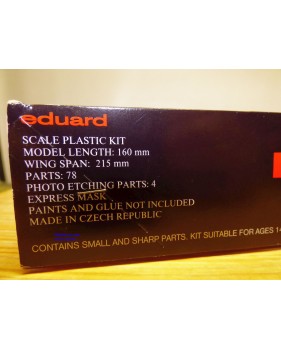 eduard
SCALE PLASTIC KIT
MODEL LENGTH: 160 mm
WING SPAN: 215 mm
PARTS: 78
PHOTO ETCHING PARTS: 4
EXPRESS MASK
PAINTS AND GLUE NOT INCLUDED
MADE IN CZECH REPUBLIC
CONTAINS SMALL AND SHARP PARTS. KIT SUITABLE FOR AGES 14